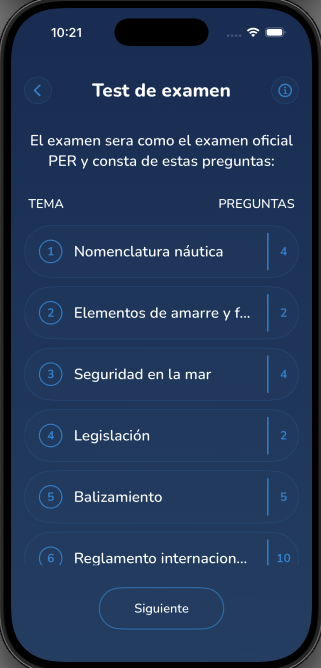 10:21
Test de examen
El examen sera como el examen oficial
PER y consta de estas preguntas:
TEMA PREGUNTAS
1 Nomenclatura náutica 4
2 Elementos de amarre y f... 2
3 Seguridad en la mar 4
4 Legislación 2
5 Balizamiento 5
6 Reglamento internacion... 10
Siguiente